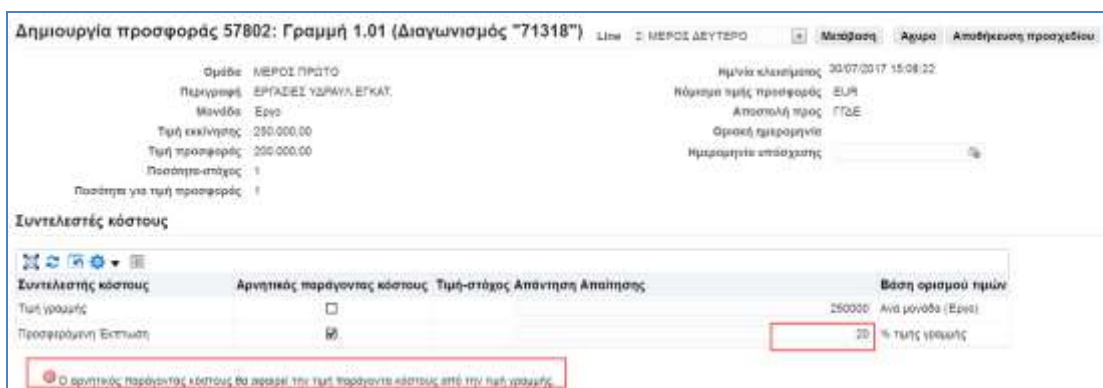 Δημιουργία προσφοράς 57802: Γραμμή 1.01 (Διαγωνισμός "71318") Line 2: ΜΕΡΟΣ ΔΕΥΤΕΡΟ Μετάβαση Άκυρο Αποθήκευση προσχεδίου
Ομάδα ΜΕΡΟΣ ΠΡΩΤΟ
Περιγραφή ΕΡΓΑΣΙΕΣ ΥΔΡΑΥΛ.ΕΓΚΑΤ.
Μονάδα Εργο
Τιμή εκκίνησης 250.000,00
Τιμή προσφοράς 200.000,00
Ποσότητα-στόχος 1
Ποσότητα για τιμή προσφοράς 1
Ημ/νία κλεισίματος 30/07/2017 15:08:22
Νόμισμα τιμής προσφοράς EUR
Αποστολή προς ΓΓΔΕ
Οριακή ημερομηνία
Ημερομηνία υπόσχεσης
Συντελεστές κόστους
Συντελεστής κόστους Αρνητικός παράγοντας κόστους Τιμή-στόχος Απάντηση Απαίτησης Βάση ορισμού τιμών
Τιμή γραμμής 250000 Ανά μονάδα (Εργο)
Προσφερόμενη Έκπτωση 20 % τιμής γραμμής
Ο αρνητικός παράγοντας κόστους θα αφαιρεί την τιμή παράγοντα κόστους από την τιμή γραμμής.